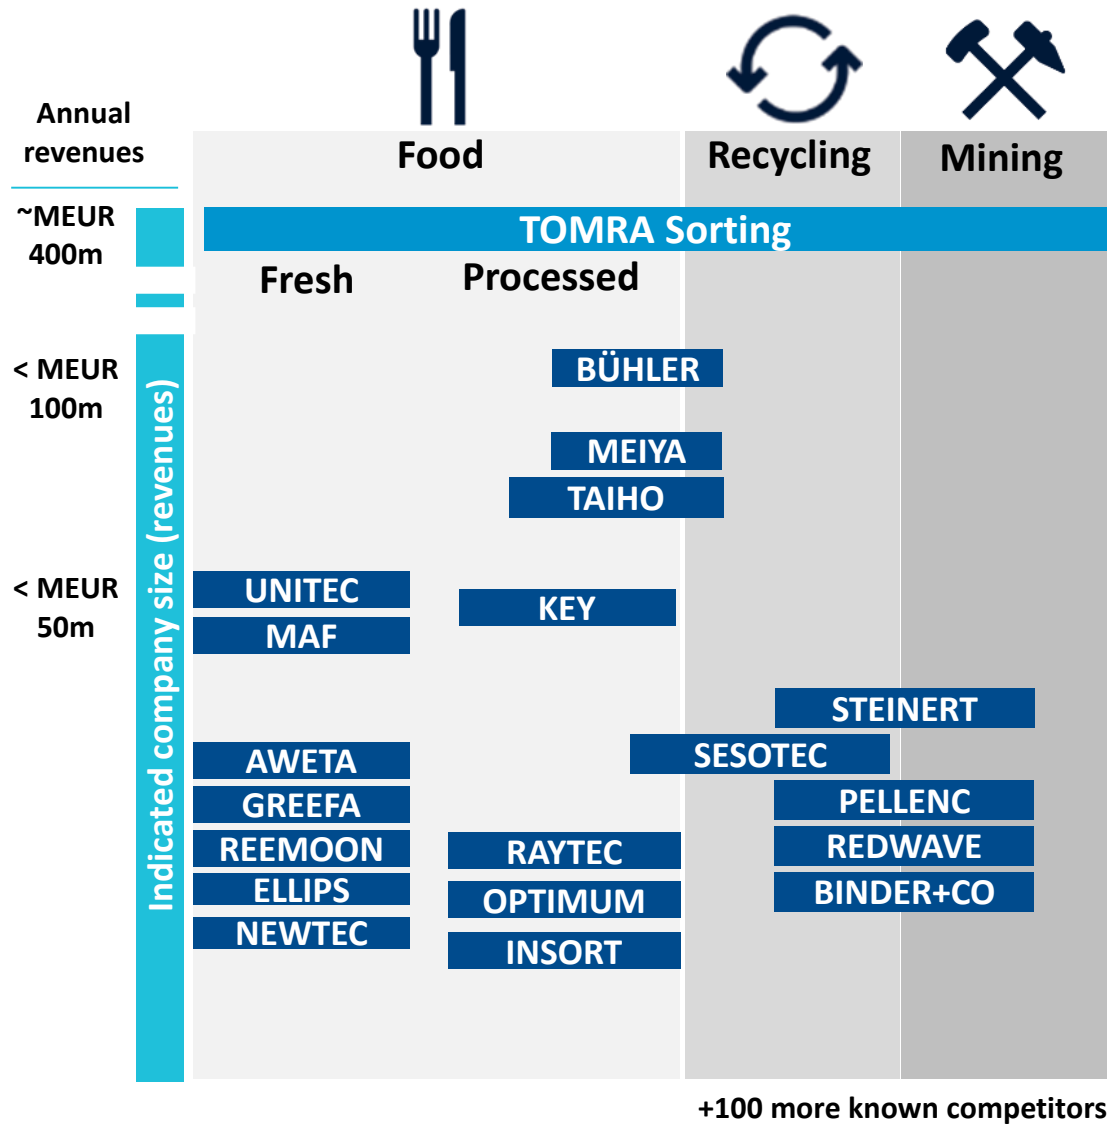 Annual
revenues
Food
Recycling
Mining
~MEUR
400m
TOMRA Sorting
Fresh
Processed
< MEUR
100m
BÜHLER
MEIYA
TAIHO
Indicated company size (revenues)
< MEUR
50m
UNITEC
KEY
MAF
STEINERT
SESOTEC
AWETA
PELLENC
GREEFA
REDWAVE
REEMOON
RAYTEC
ELLIPS
BINDER+CO
OPTIMUM
NEWTEC
INSORT
+100 more known competitors